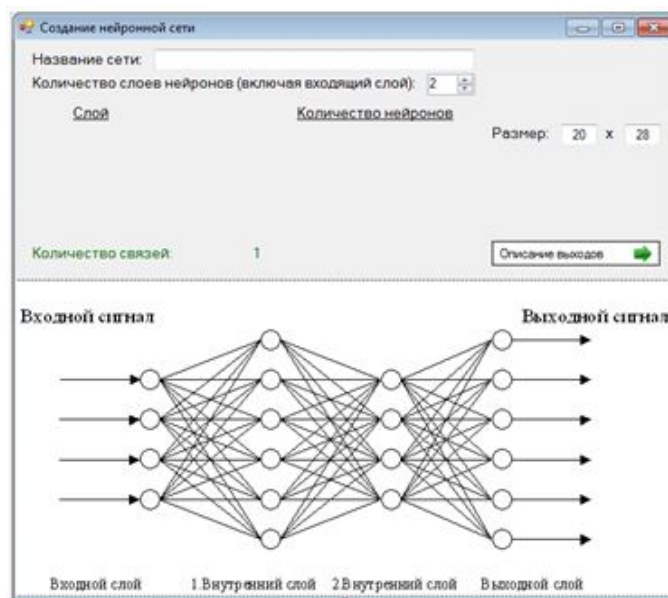 Создание нейронной сети
Название сети:
Количество слоев нейронов (включая входящий слой): 2
Слой Количество нейронов
Размер: 20 x 28
Количество связей: 1 Описание выходов
Входной сигнал Выходной сигнал
Входной слой 1.Внутренний слой 2.Внутренний слой Выходной слой